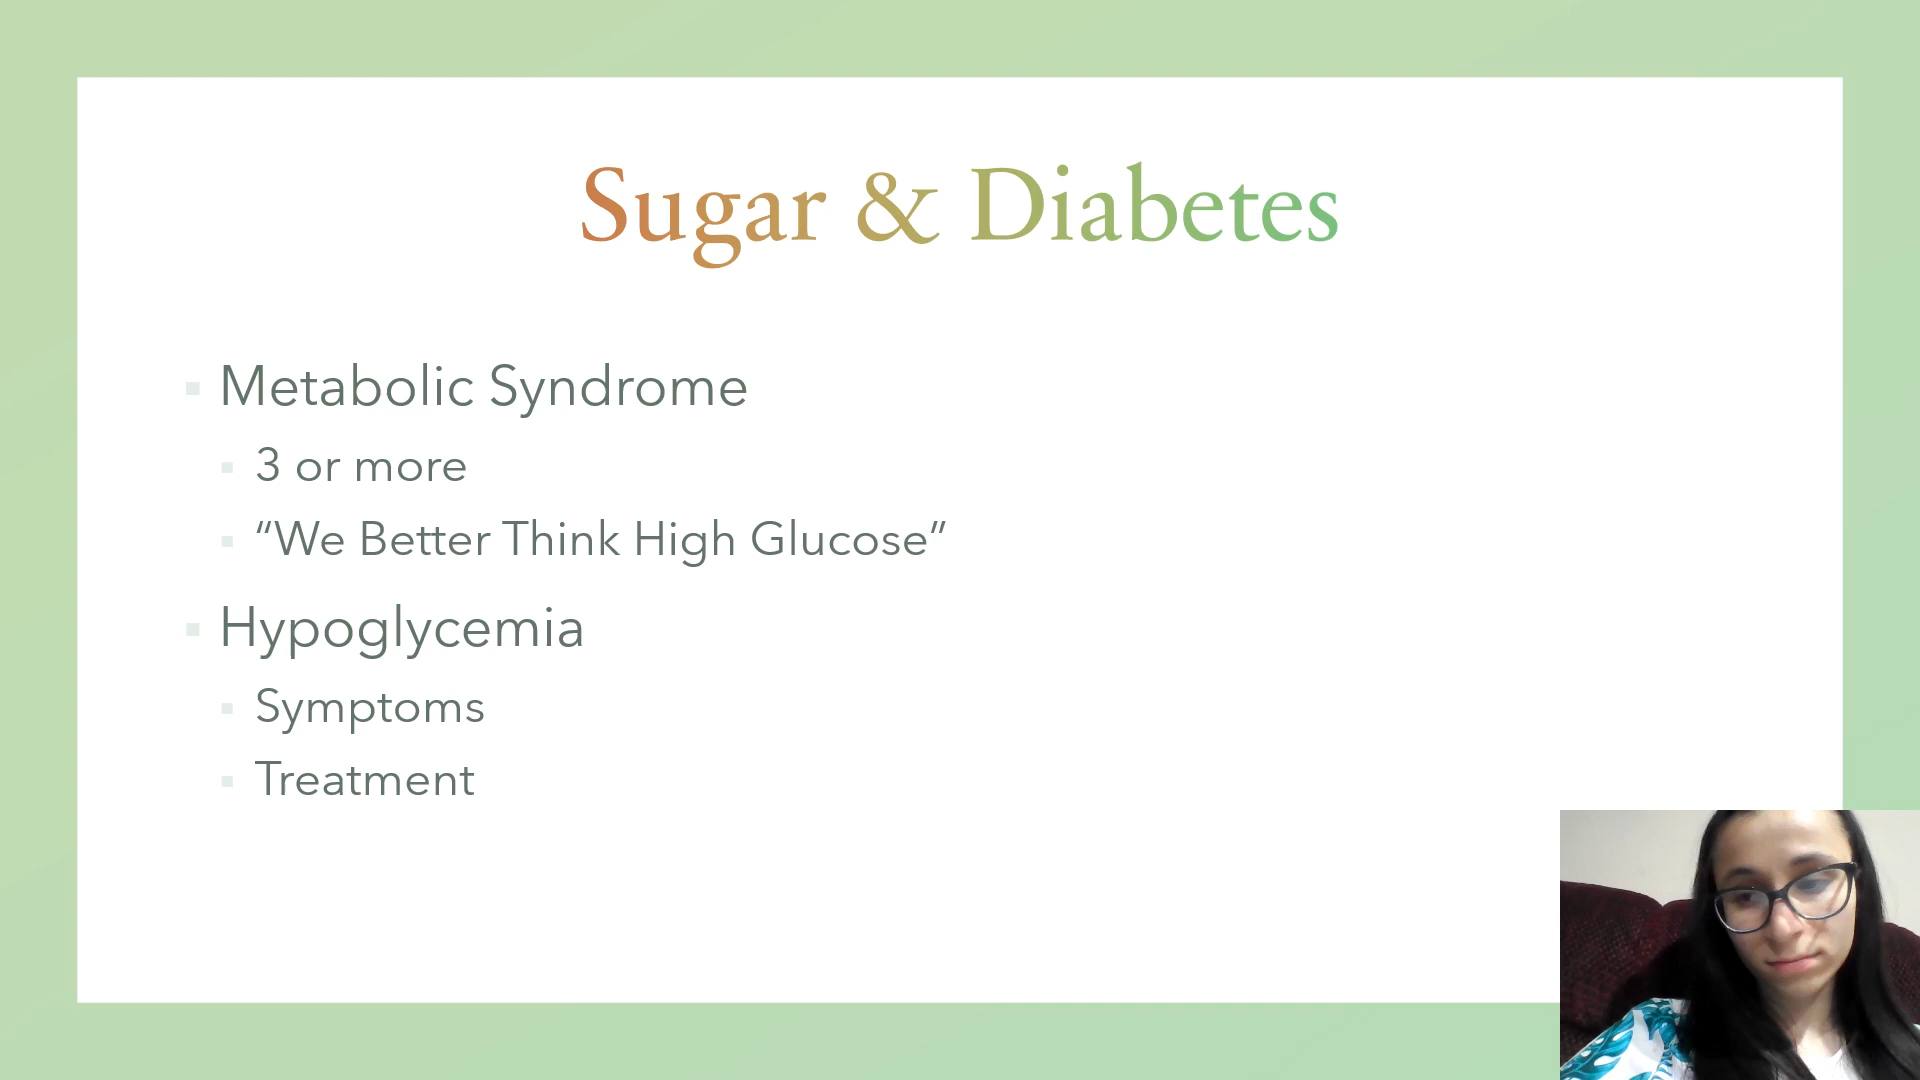 Sugar & Diabetes
Metabolic Syndrome
3 or more
“We Better Think High Glucose”
Hypoglycemia
Symptoms
Treatment